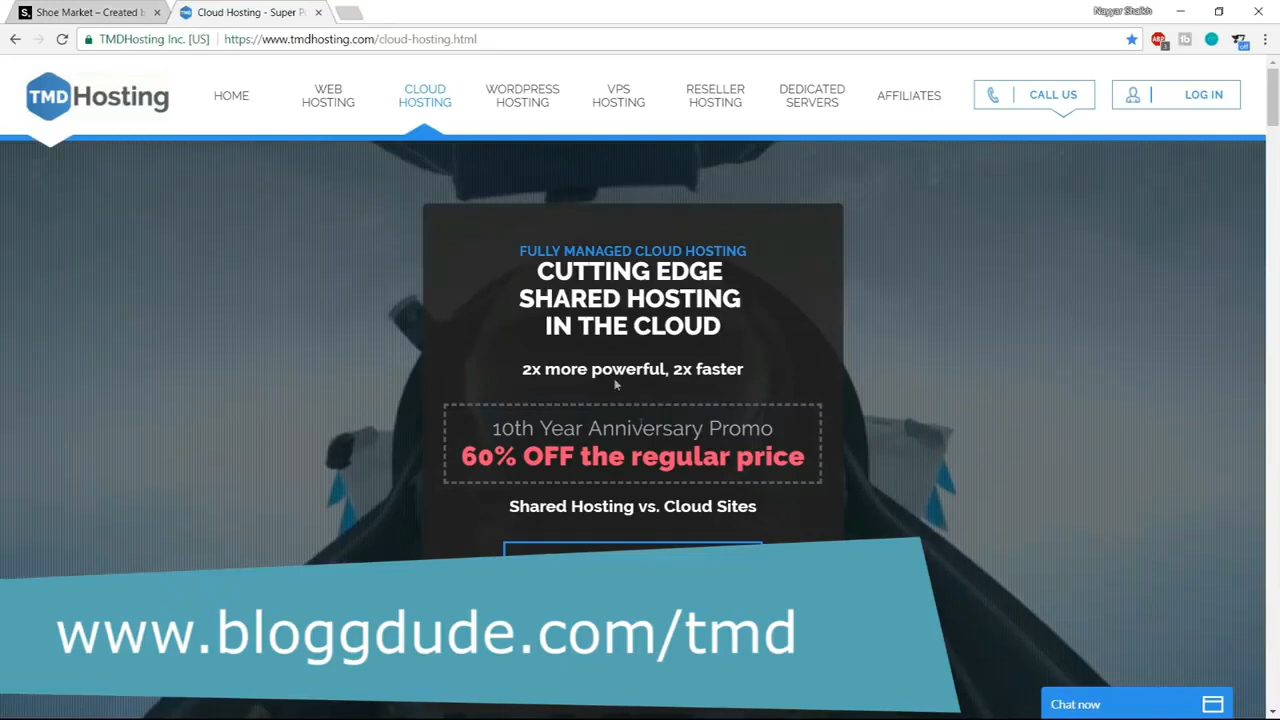 Shoe Market – Created b
Cloud Hosting - Super P
Nayyar Shaikh
TMDHosting Inc. [US]
https://www.tmdhosting.com/cloud-hosting.html
TMDHosting
HOME
WEB HOSTING
CLOUD HOSTING
WORDPRESS HOSTING
VPS HOSTING
RESELLER HOSTING
DEDICATED SERVERS
AFFILIATES
CALL US
LOG IN
FULLY MANAGED CLOUD HOSTING
CUTTING EDGE
SHARED HOSTING
IN THE CLOUD
2x more powerful, 2x faster
10th Year Anniversary Promo
60% OFF the regular price
Shared Hosting vs. Cloud Sites
www.bloggdude.com/tmd
Chat now